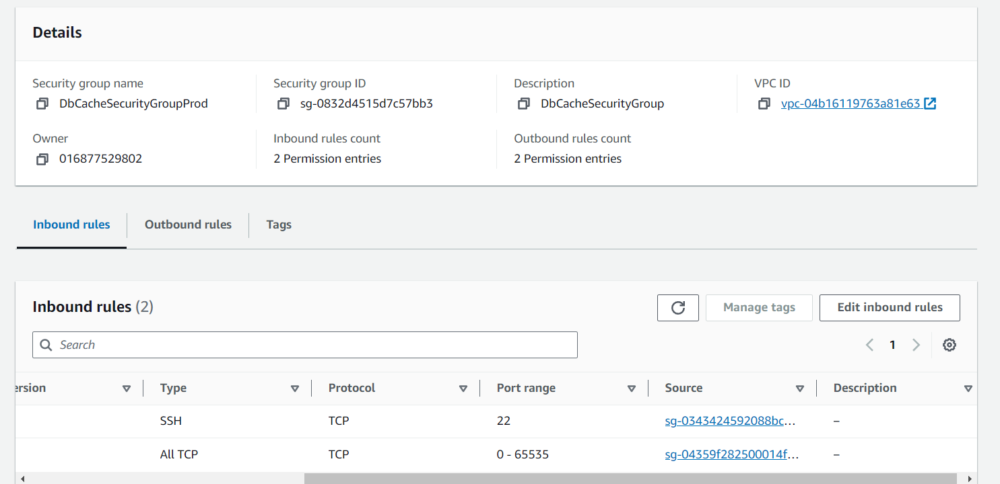 Details
Security group name Security group ID Description VPC ID
DbCacheSecurityGroupProd sg-0832d4515d7c57bb3 DbCacheSecurityGroup vpc-04b16119763a81e63
Owner Inbound rules count Outbound rules count
016877529802 2 Permission entries 2 Permission entries
Inbound rules Outbound rules Tags
Inbound rules (2) Manage tags Edit inbound rules
Search 1
ersion Type Protocol Port range Source Description
SSH TCP 22 sg-0343424592088bc... –
All TCP TCP 0 - 65535 sg-04359f282500014f... –